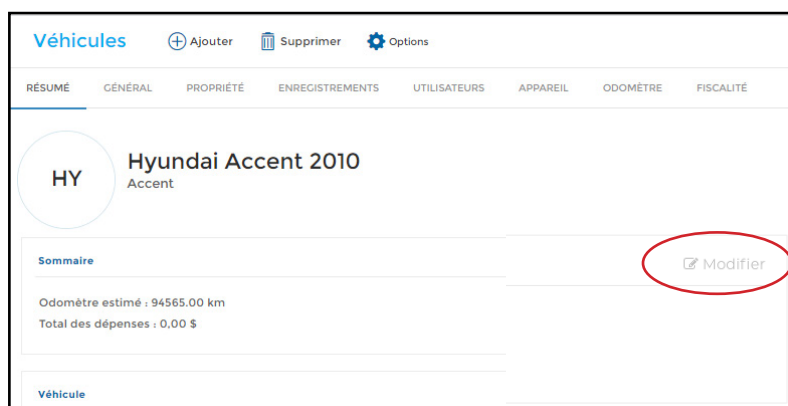 Véhicules Ajouter Supprimer Options
RÉSUMÉ GÉNÉRAL PROPRIÉTÉ ENREGISTREMENTS UTILISATEURS APPAREIL ODOMÈTRE FISCALITÉ
HY
Hyundai Accent 2010
Accent
Sommaire Modifier
Odomètre estimé : 94565.00 km
Total des dépenses : 0,00 $
Véhicule